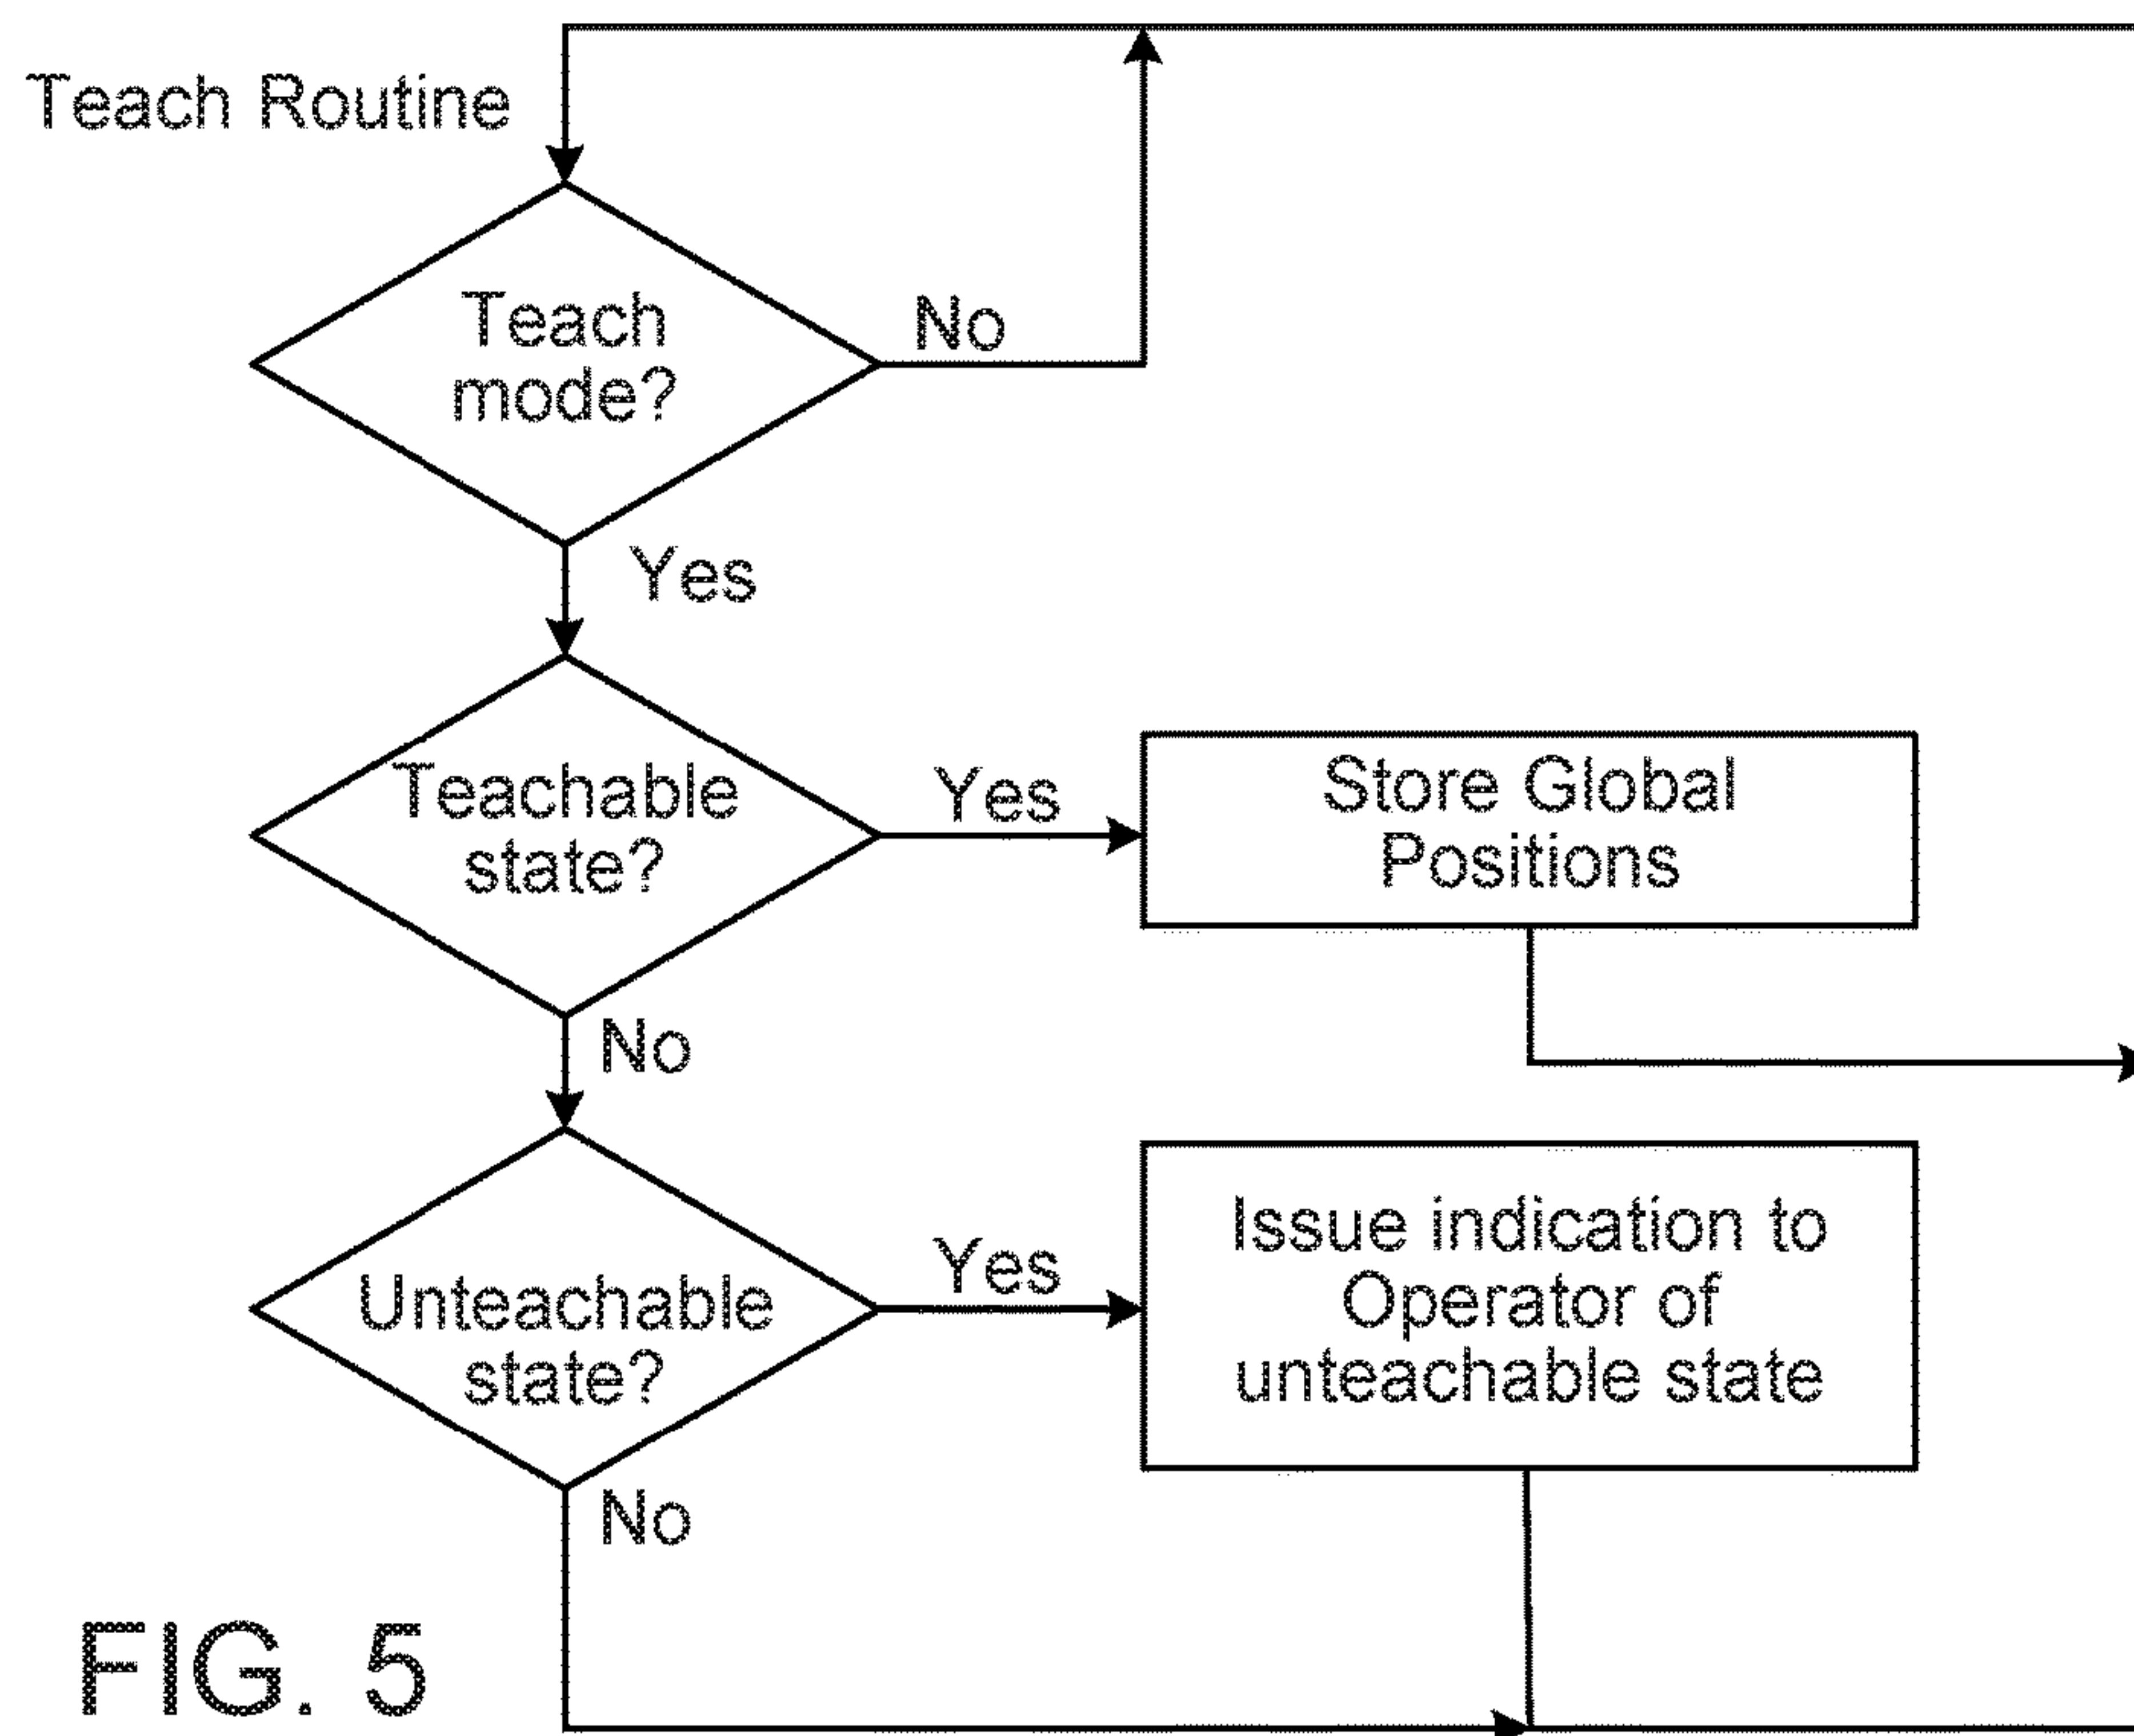 Teach Routine
Teach
mode?
No
Yes
Teachable
state?
Yes
Store Global
Positions
No
Unteachable
state?
Yes
Issue indication to
Operator of
unteachable state
No
FIG. 5